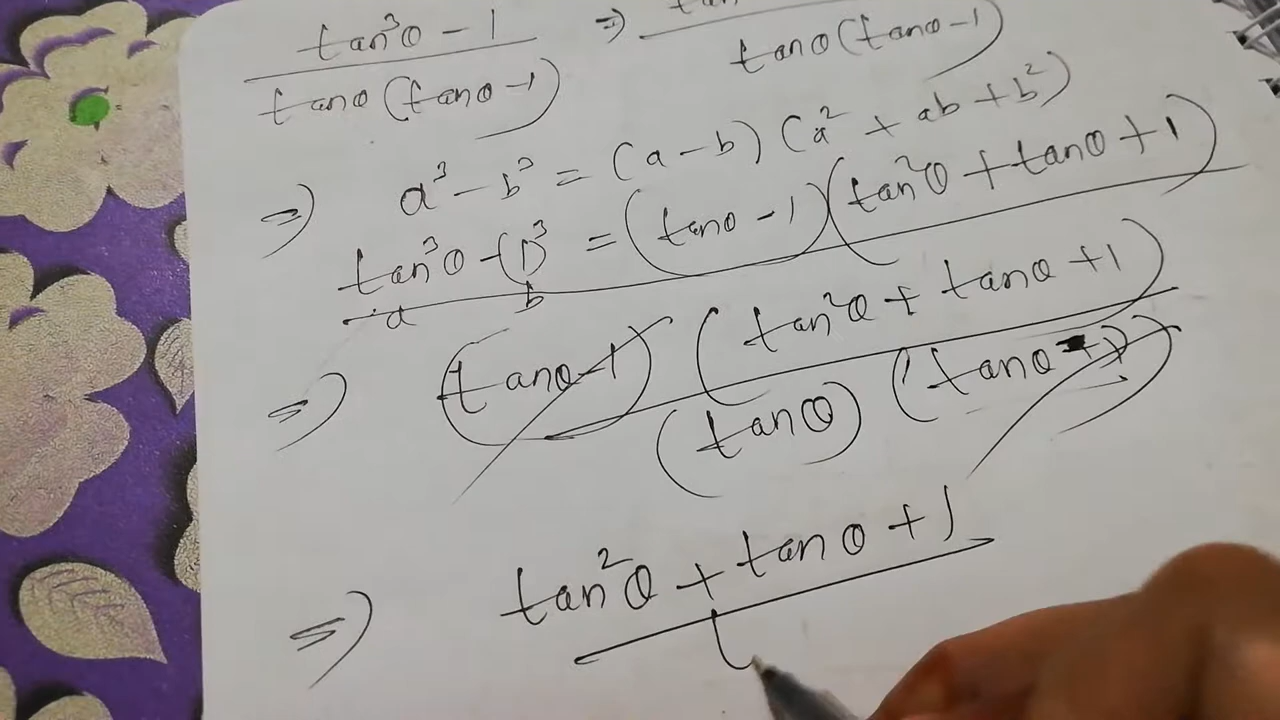 tan³θ - 1 ⇒ tan
tanθ (tanθ - 1) tanθ (tanθ - 1)
⇒ a³ - b³ = (a - b) (a² + ab + b²)
tan³θ - (1)³ = (tanθ - 1) (tan²θ + tanθ + 1)
a b
⇒ (tanθ - 1) (tan²θ + tanθ + 1)
(tanθ) (tanθ - 1)
⇒ tan²θ + tanθ + 1